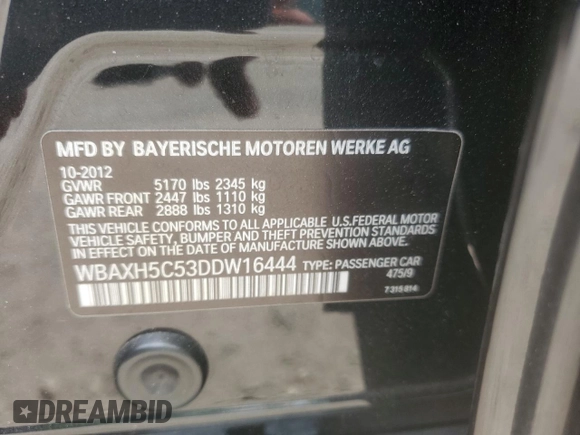 MFD BY BAYERISCHE MOTOREN WERKE AG
10-2012
GVWR 5170 lbs 2345 kg
GAWR FRONT 2447 lbs 1110 kg
GAWR REAR 2888 lbs 1310 kg
THIS VEHICLE CONFORMS TO ALL APPLICABLE U.S.FEDERAL MOTOR
VEHICLE SAFETY, BUMPER AND THEFT PREVENTION STANDARDS
IN EFFECT ON THE DATE OF MANUFACTURE SHOWN ABOVE.
WBAXH5C53DDW16444 TYPE: PASSENGER CAR
475/9
7 315 614
DREAMBID